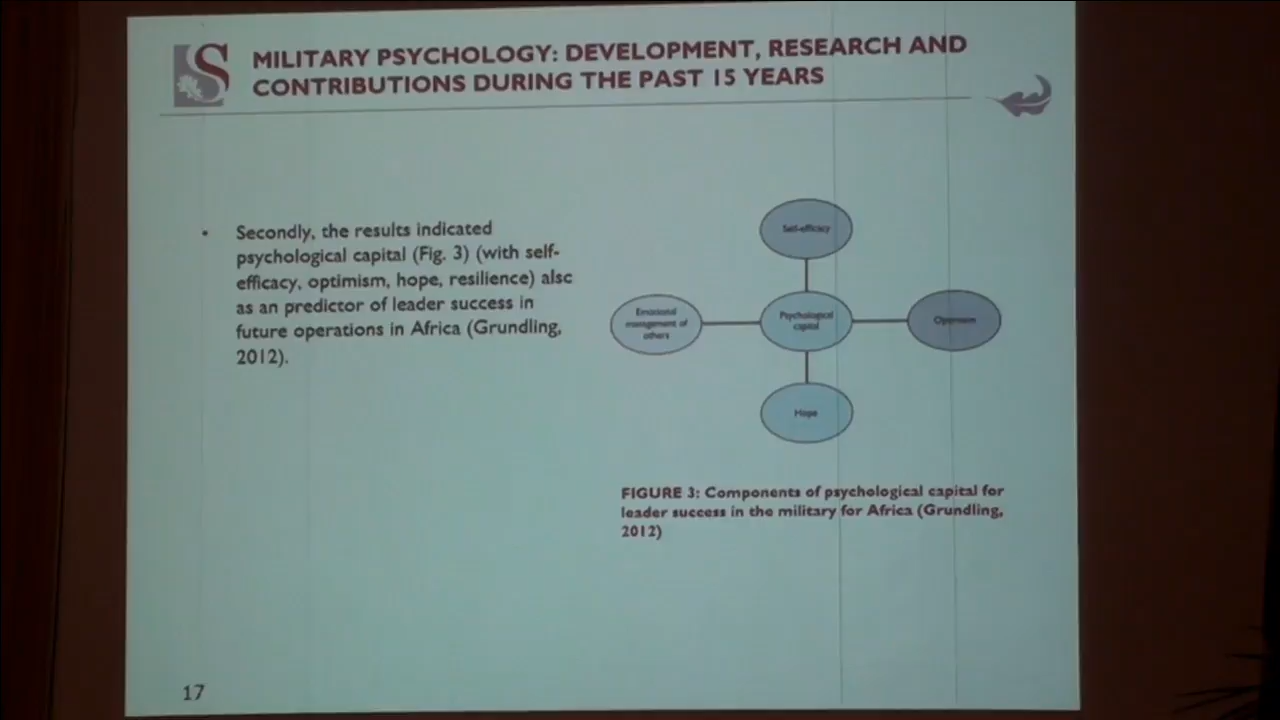 MILITARY PSYCHOLOGY: DEVELOPMENT, RESEARCH AND
CONTRIBUTIONS DURING THE PAST 15 YEARS
• Secondly, the results indicated
psychological capital (Fig. 3) (with self-
efficacy, optimism, hope, resilience) also
as an predictor of leader success in
future operations in Africa (Grundling,
2012).
Self-efficacy
Emotional
management of
others
Psychological
capital
Optimism
Hope
FIGURE 3: Components of psychological capital for
leader success in the military for Africa (Grundling,
2012)
17